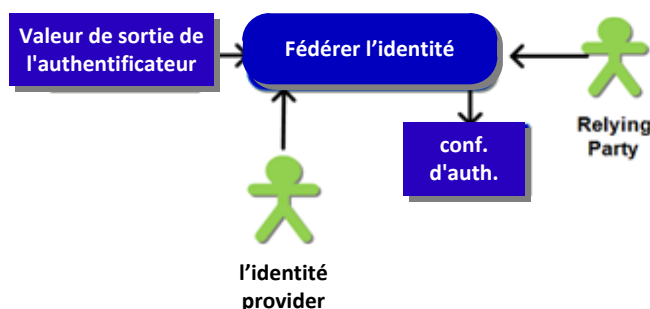 Valeur de sortie de
l'authentificateur
Fédérer l’identité
Relying
Party
conf.
d'auth.
l’identité
provider